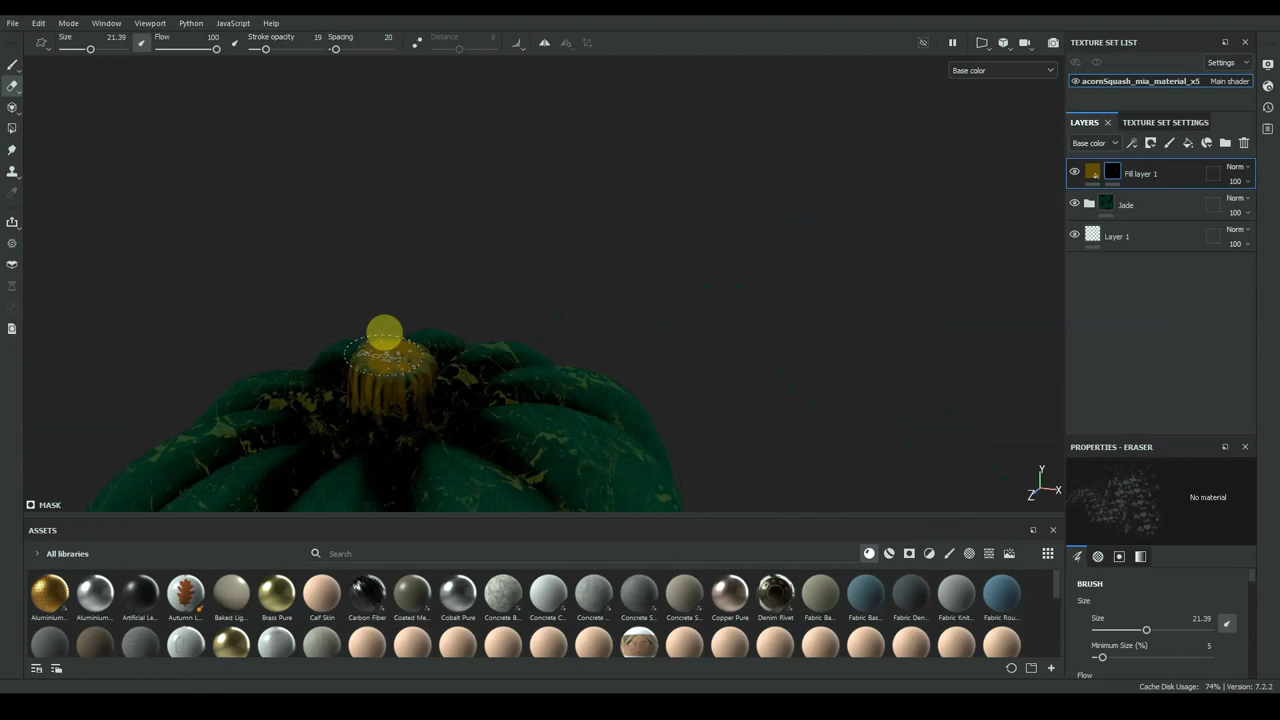 File Edit Mode Window Viewport Python JavaScript Help
Size 21.39 Flow 100 Stroke opacity 19 Spacing 20 Distance 8
Base color
TEXTURE SET LIST
Settings
acornSquash_mia_material_x5 Main shader
LAYERS TEXTURE SET SETTINGS
Base color
Fill layer 1 Norm 100
Jade Norm 100
Layer 1 Norm 100
Y
X
Z
MASK
PROPERTIES - ERASER
No material
BRUSH
Size
Size 21.39
Minimum Size (%) 5
Flow
ASSETS
All libraries Search
Aluminium... Aluminium... Artificial Le... Autumn L... Baked Lig... Brass Pure Calf Skin Carbon Fiber Coated Me... Cobalt Pure Concrete B... Concrete C... Concrete ... Concrete S... Concrete S... Copper Pure Denim Rivet Fabric Ba... Fabric Bas... Fabric Den... Fabric Knit... Fabric Rou...
Cache Disk Usage: 74% | Version: 7.2.2